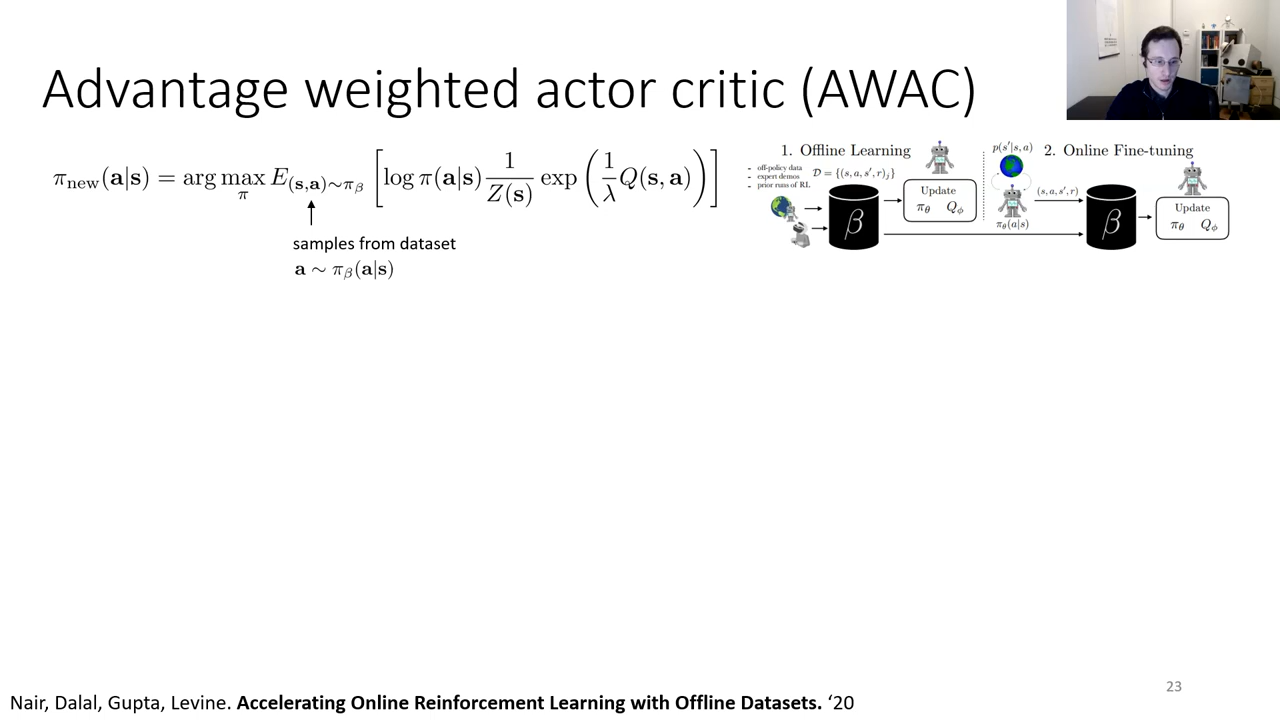 Advantage weighted actor critic (AWAC)
π_new(a|s) = arg max_π E_(s,a)∼π_β [log π(a|s) 1/Z(s) exp (1/λ Q(s, a))]
samples from dataset
a ∼ π_β(a|s)
1. Offline Learning
- off-policy data
- expert demos
- prior runs of RL
D = {(s, a, s′, r)_j}
β
Update
π_θ Q_ϕ
p(s′|s, a)
2. Online Fine-tuning
(s, a, s′, r)
π_θ(a|s)
β
Update
π_θ Q_ϕ
23
Nair, Dalal, Gupta, Levine. Accelerating Online Reinforcement Learning with Offline Datasets. ‘20